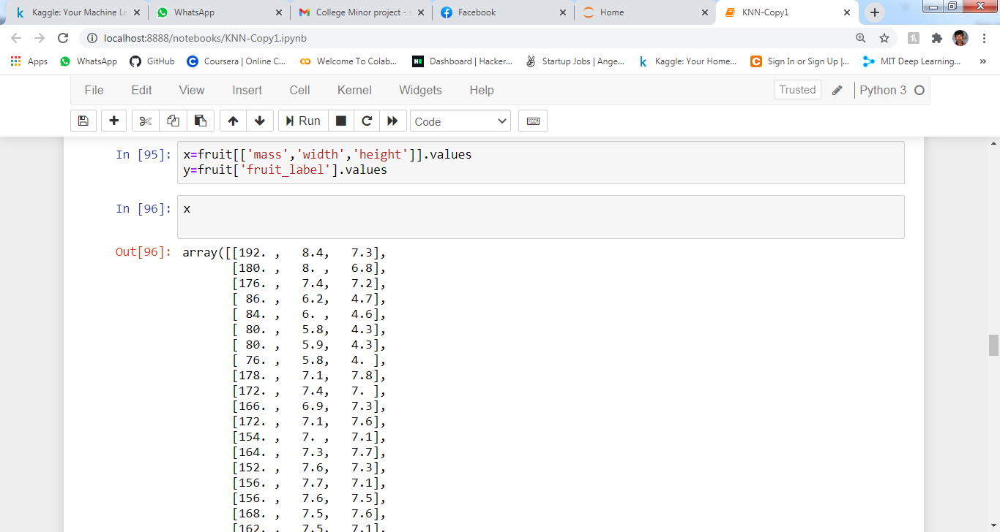 Kaggle: Your Machine Le WhatsApp College Minor project - s Facebook Home KNN-Copy1
localhost:8888/notebooks/KNN-Copy1.ipynb
Apps WhatsApp GitHub Coursera | Online C... Welcome To Colab... Dashboard | Hacker... Startup Jobs | Ange... Kaggle: Your Home... Sign In or Sign Up |... MIT Deep Learning... »
File Edit View Insert Cell Kernel Widgets Help Trusted Python 3
Run Code
In [95]: x=fruit[['mass','width','height']].values
y=fruit['fruit_label'].values
In [96]: x
Out[96]: array([[192. , 8.4, 7.3],
[180. , 8. , 6.8],
[176. , 7.4, 7.2],
[ 86. , 6.2, 4.7],
[ 84. , 6. , 4.6],
[ 80. , 5.8, 4.3],
[ 80. , 5.9, 4.3],
[ 76. , 5.8, 4. ],
[178. , 7.1, 7.8],
[172. , 7.4, 7. ],
[166. , 6.9, 7.3],
[172. , 7.1, 7.6],
[154. , 7. , 7.1],
[164. , 7.3, 7.7],
[152. , 7.6, 7.3],
[156. , 7.7, 7.1],
[156. , 7.6, 7.5],
[168. , 7.5, 7.6],
[162. , 7.5, 7.1],